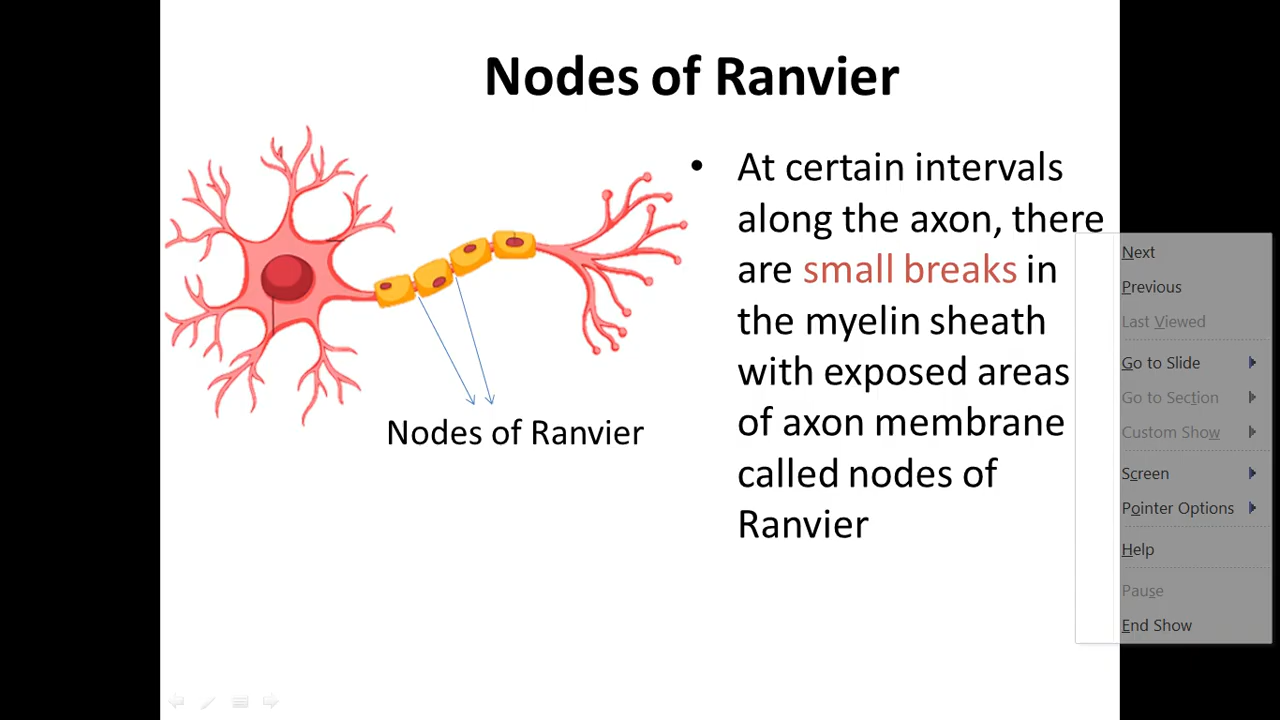 Nodes of Ranvier
• At certain intervals
along the axon, there
are small breaks in
the myelin sheath
with exposed areas
of axon membrane
called nodes of
Ranvier
Nodes of Ranvier
Next
Previous
Last Viewed
Go to Slide
Go to Section
Custom Show
Screen
Pointer Options
Help
Pause
End Show